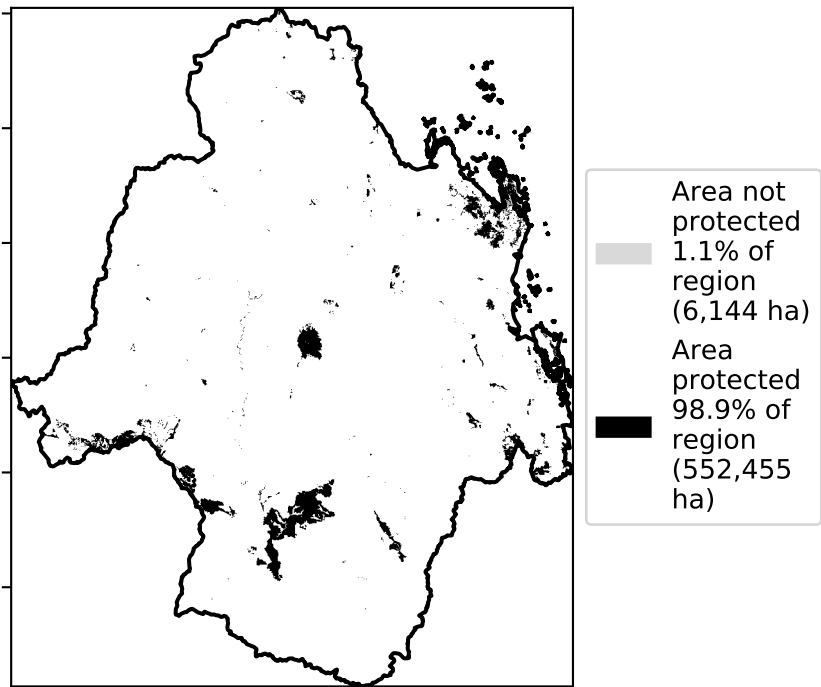 Area not
protected
1.1% of
region
(6,144 ha)
Area
protected
98.9% of
region
(552,455
ha)